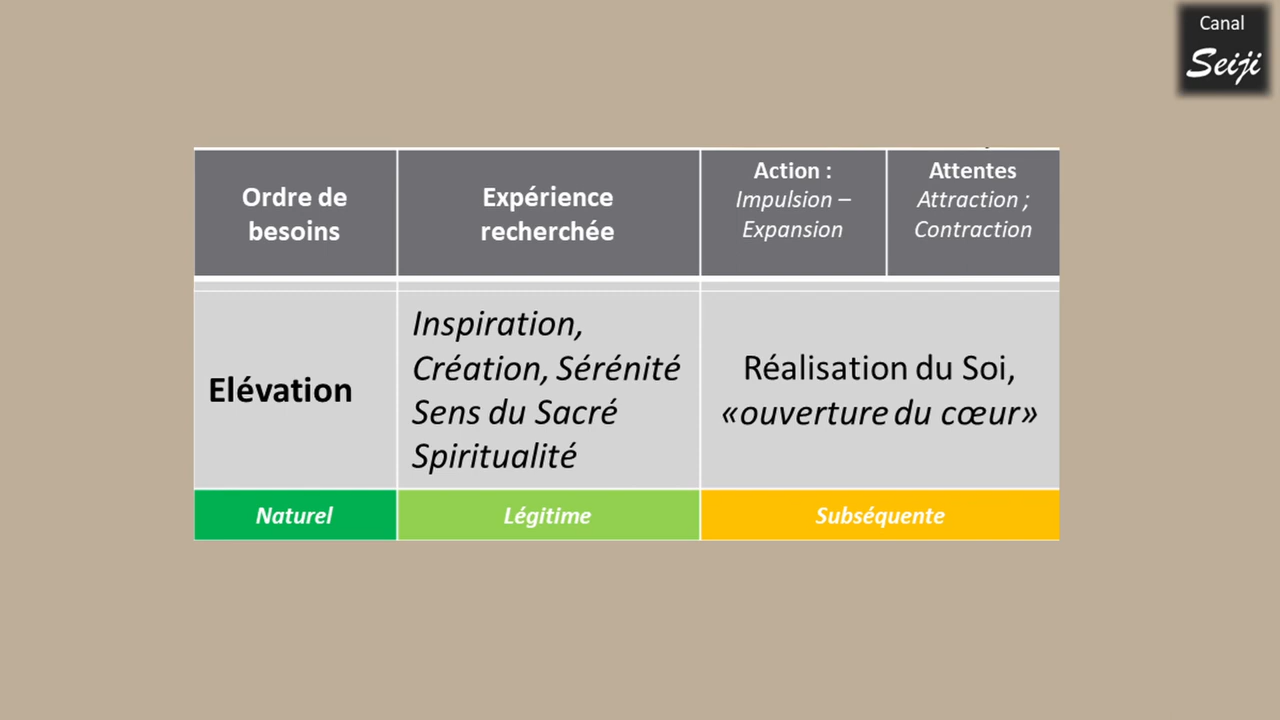 Canal
Seiji
Ordre de
besoins
Expérience
recherchée
Action :
Impulsion –
Expansion
Attentes
Attraction ;
Contraction
Elévation
Inspiration,
Création, Sérénité
Sens du Sacré
Spiritualité
Réalisation du Soi,
«ouverture du cœur»
Naturel
Légitime
Subséquente